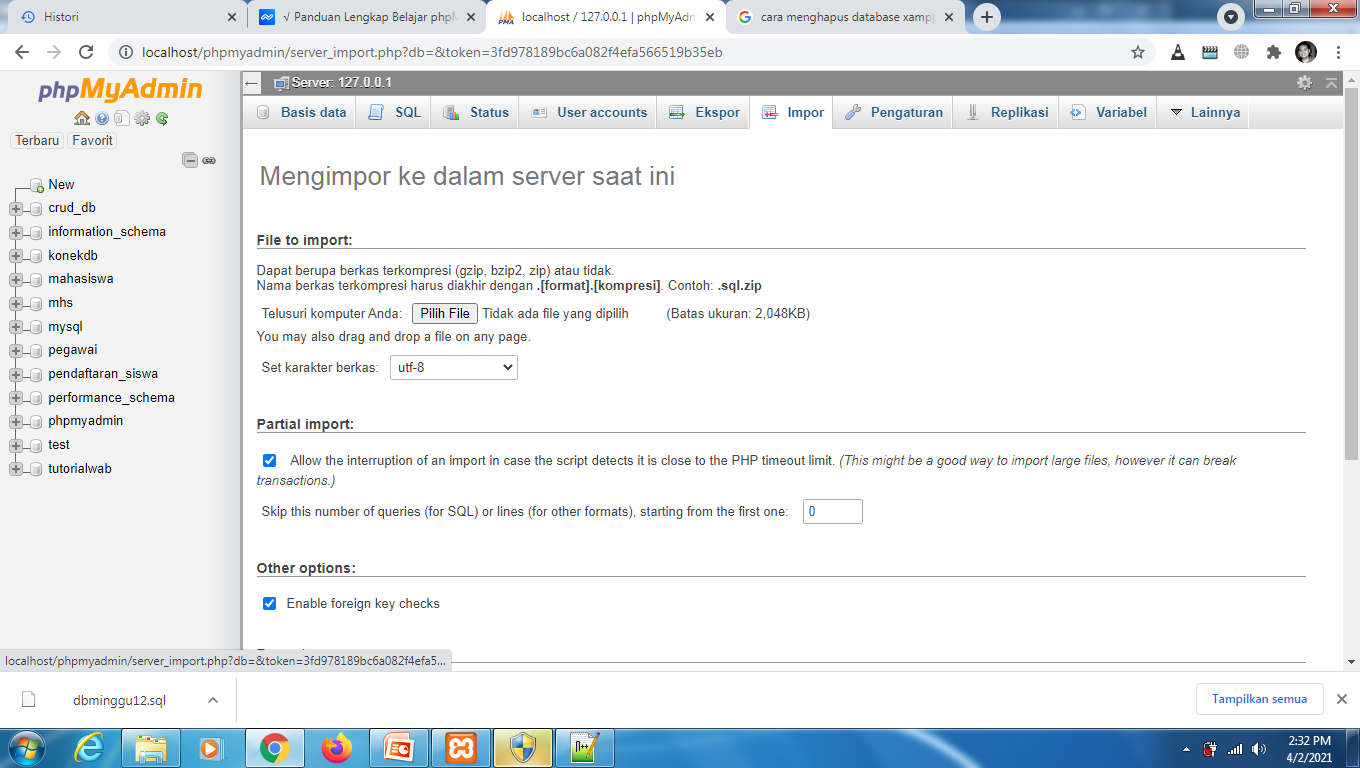 Histori
√ Panduan Lengkap Belajar phpM
localhost / 127.0.0.1 | phpMyAdm
cara menghapus database xampp
localhost/phpmyadmin/server_import.php?db=&token=3fd978189bc6a082f4efa566519b35eb
phpMyAdmin
Terbaru Favorit
New
crud_db
information_schema
konekdb
mahasiswa
mhs
mysql
pegawai
pendaftaran_siswa
performance_schema
phpmyadmin
test
tutorialwab
Server: 127.0.0.1
Basis data SQL Status User accounts Ekspor Impor Pengaturan Replikasi Variabel Lainnya
Mengimpor ke dalam server saat ini
File to import:
Dapat berupa berkas terkompresi (gzip, bzip2, zip) atau tidak.
Nama berkas terkompresi harus diakhir dengan .[format].[kompresi]. Contoh: .sql.zip
Telusuri komputer Anda: Pilih File Tidak ada file yang dipilih (Batas ukuran: 2,048KB)
You may also drag and drop a file on any page.
Set karakter berkas: utf-8
Partial import:
Allow the interruption of an import in case the script detects it is close to the PHP timeout limit. (This might be a good way to import large files, however it can break
transactions.)
Skip this number of queries (for SQL) or lines (for other formats), starting from the first one: 0
Other options:
Enable foreign key checks
localhost/phpmyadmin/server_import.php?db=&token=3fd978189bc6a082f4efa5...
dbminggu12.sql
Tampilkan semua
2:32 PM
4/2/2021